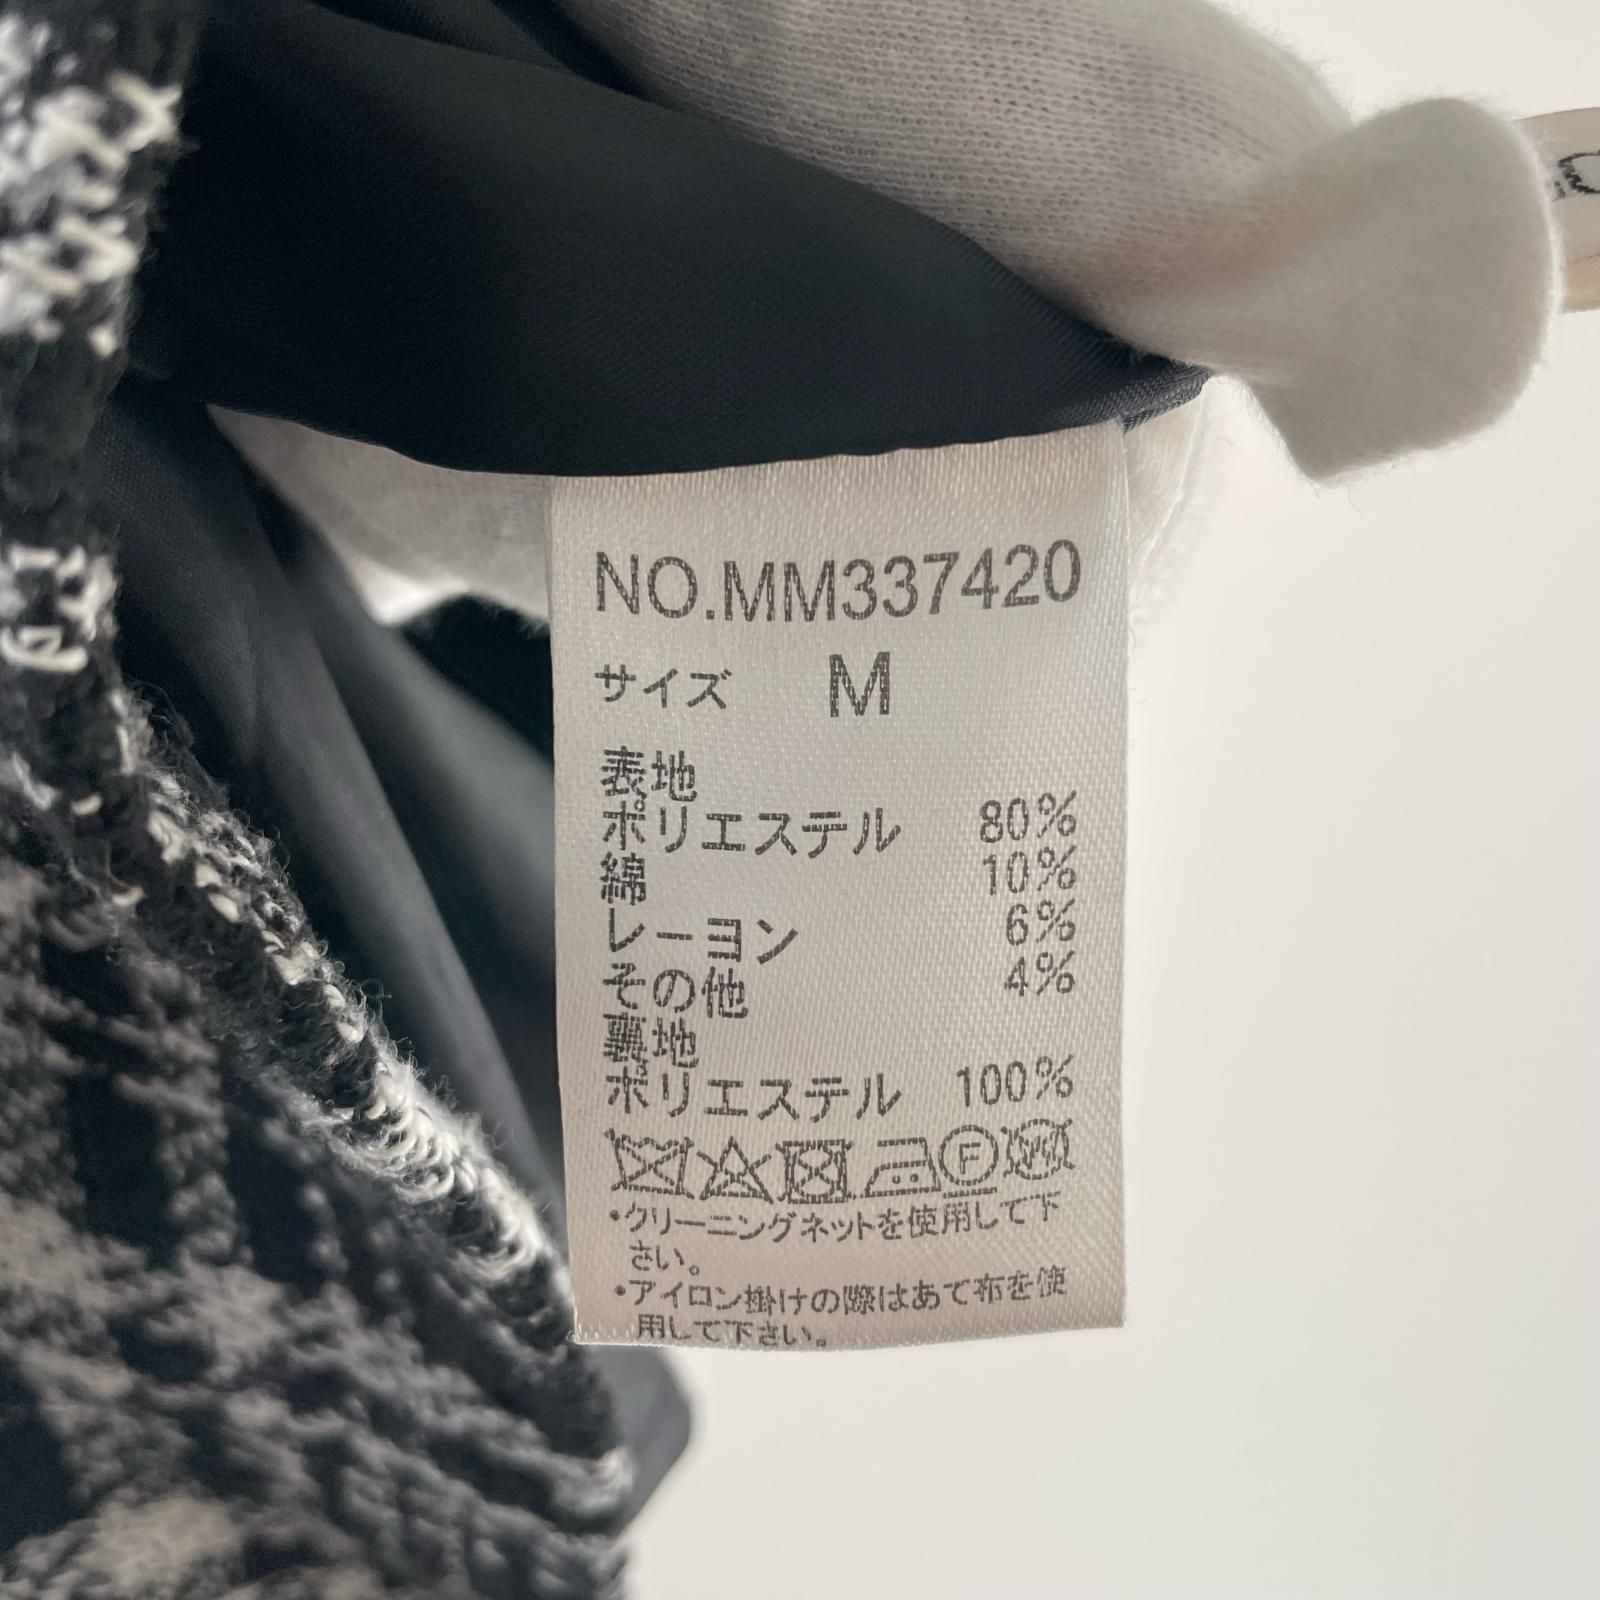 NO.MM337420
サイズ M
表地
ポリエステル 80%
綿 10%
レーヨン 6%
その他 4%
裏地
ポリエステル 100%
F W
・クリーニングネットを使用して下
さい。
・アイロン掛けの際はあて布を使
用して下さい。